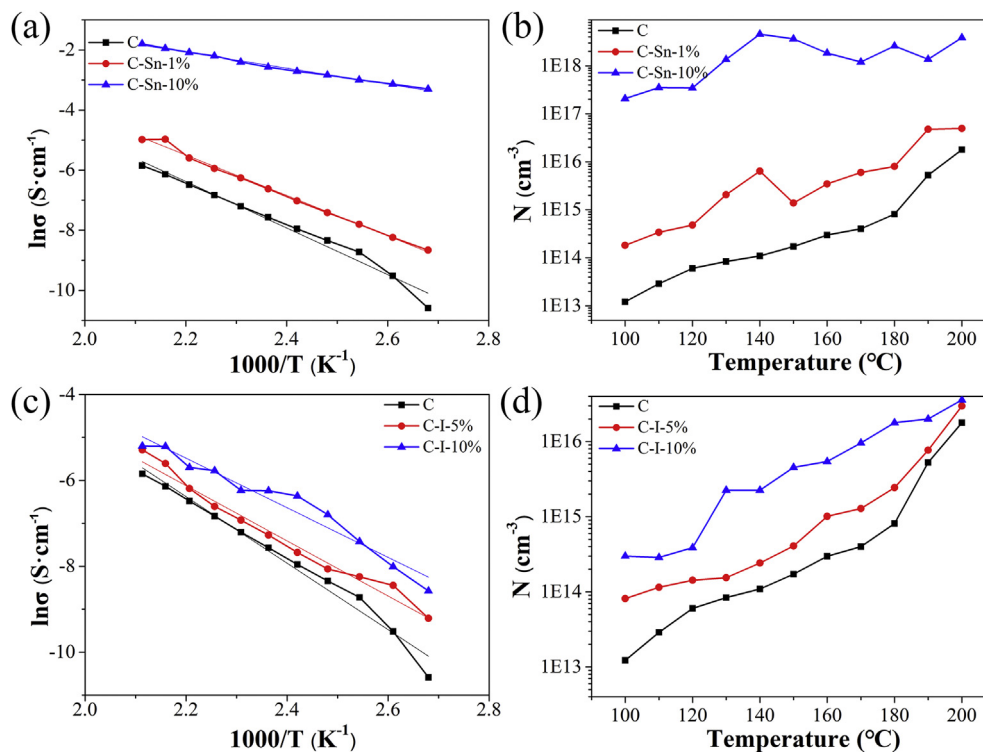 (a)
C
C-Sn-1%
C-Sn-10%
-2
-4
-6
-8
-10
lnσ (S·cm⁻¹)
2.0 2.2 2.4 2.6 2.8
1000/T (K⁻¹)
(b)
C
C-Sn-1%
C-Sn-10%
1E18
1E17
1E16
1E15
1E14
1E13
N (cm⁻³)
100 120 140 160 180 200
Temperature (°C)
(c)
C
C-I-5%
C-I-10%
-4
-6
-8
-10
lnσ (S·cm⁻¹)
2.0 2.2 2.4 2.6 2.8
1000/T (K⁻¹)
(d)
C
C-I-5%
C-I-10%
1E16
1E15
1E14
1E13
N (cm⁻³)
100 120 140 160 180 200
Temperature (°C)